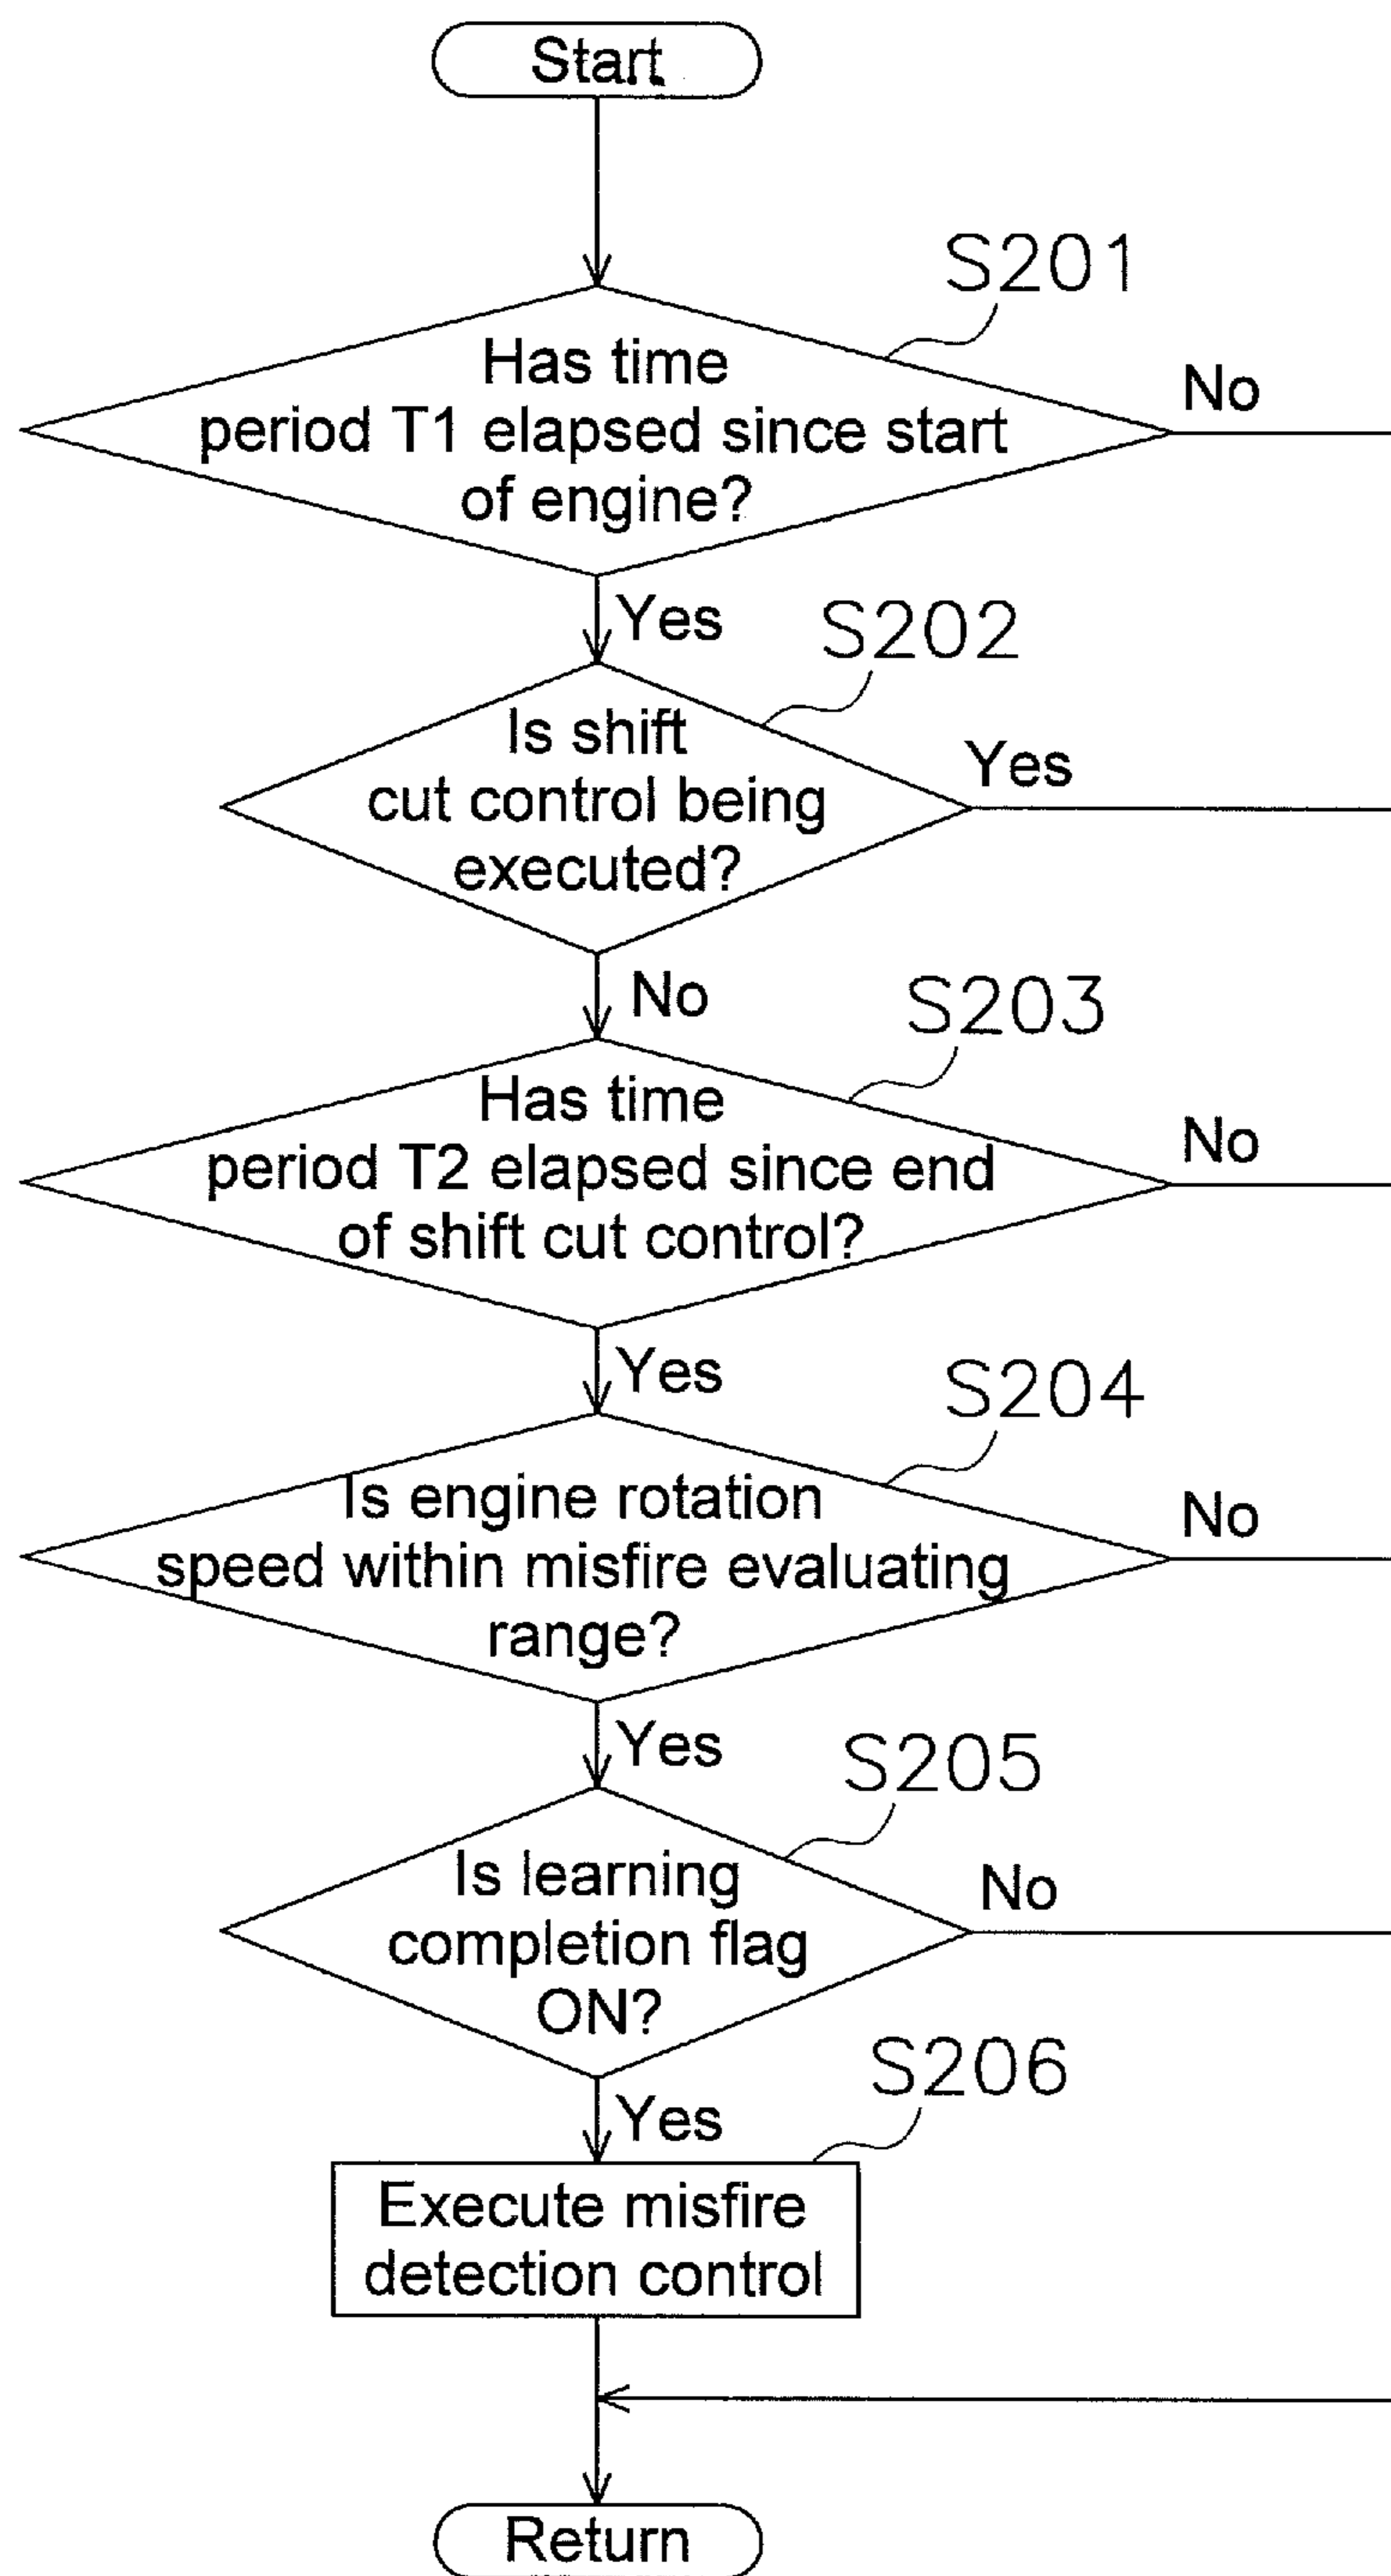 Start
S201
Has time
period T1 elapsed since start
of engine?
No
Yes
S202
Is shift
cut control being
executed?
Yes
No
S203
Has time
period T2 elapsed since end
of shift cut control?
No
Yes
S204
Is engine rotation
speed within misfire evaluating
range?
No
Yes
S205
Is learning
completion flag
ON?
No
Yes
S206
Execute misfire
detection control
Return